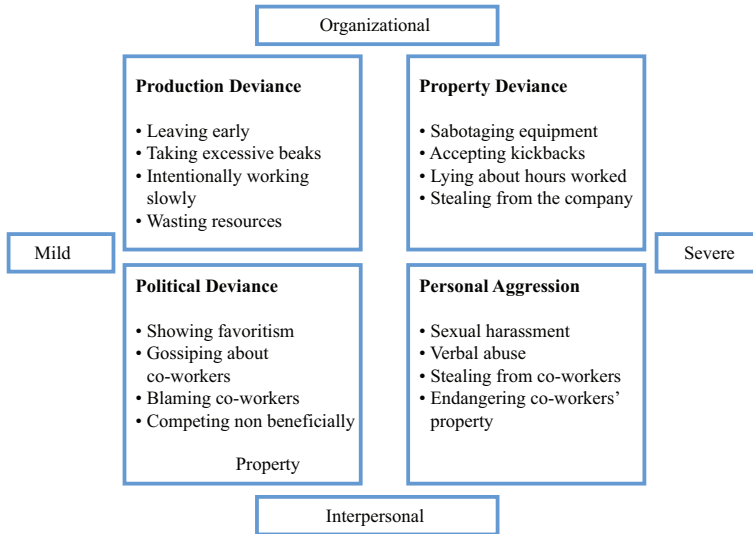 Organizational
Production Deviance
• Leaving early
• Taking excessive beaks
• Intentionally working
slowly
• Wasting resources
Property Deviance
• Sabotaging equipment
• Accepting kickbacks
• Lying about hours worked
• Stealing from the company
Mild
Severe
Political Deviance
• Showing favoritism
• Gossiping about
co-workers
• Blaming co-workers
• Competing non beneficially
Property
Personal Aggression
• Sexual harassment
• Verbal abuse
• Stealing from co-workers
• Endangering co-workers’
property
Interpersonal